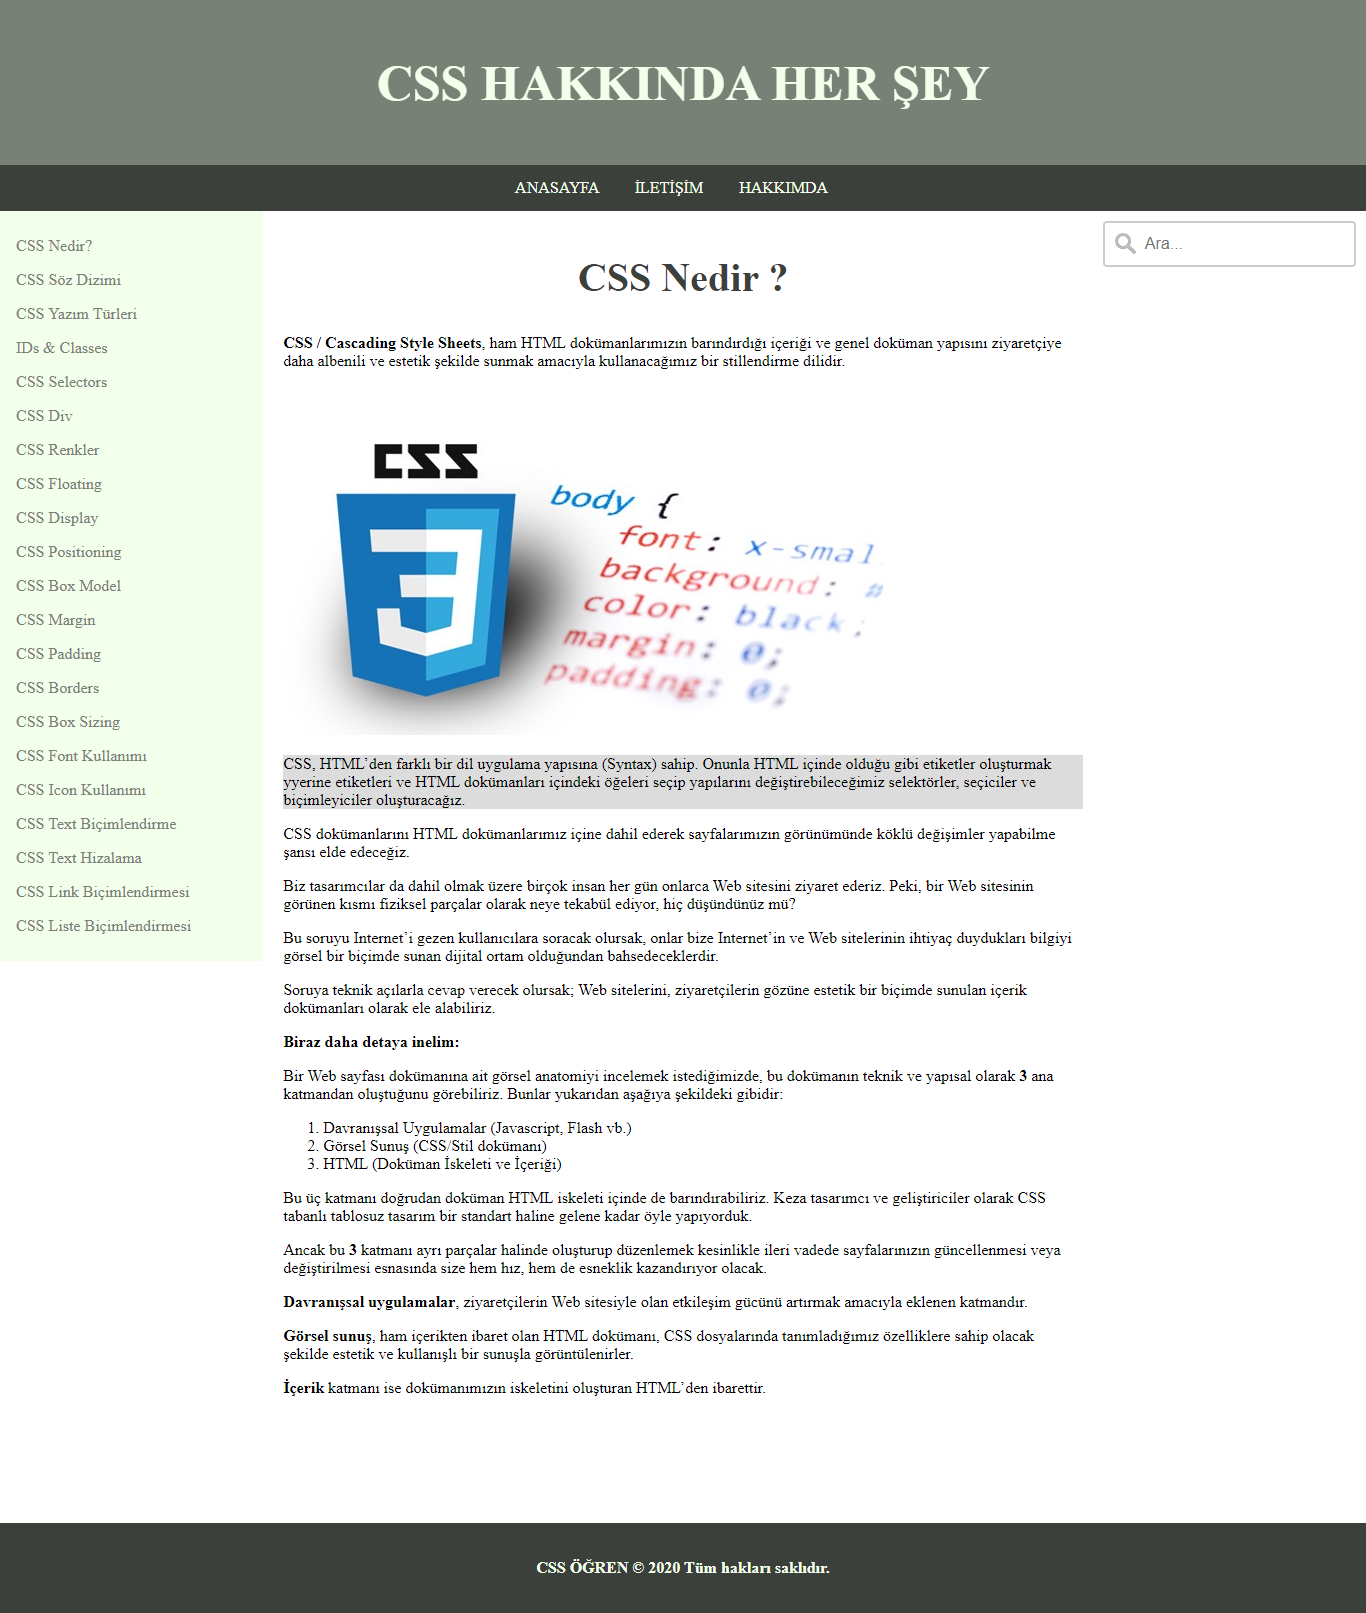 CSS HAKKINDA HER ŞEY
ANASAYFA İLETİŞİM HAKKIMDA
CSS Nedir?
CSS Söz Dizimi
CSS Yazım Türleri
IDs & Classes
CSS Selectors
CSS Div
CSS Renkler
CSS Floating
CSS Display
CSS Positioning
CSS Box Model
CSS Margin
CSS Padding
CSS Borders
CSS Box Sizing
CSS Font Kullanımı
CSS Icon Kullanımı
CSS Text Biçimlendirme
CSS Text Hizalama
CSS Link Biçimlendirmesi
CSS Liste Biçimlendirmesi
CSS Nedir ?
CSS / Cascading Style Sheets, ham HTML dokümanlarımızın barındırdığı içeriği ve genel doküman yapısını ziyaretçiye
daha albenili ve estetik şekilde sunmak amacıyla kullanacağımız bir stillendirme dilidir.
CSS
3
body {
font: x-smal
background: #
color: black;
margin: 0;
padding: 0;
CSS, HTML’den farklı bir dil uygulama yapısına (Syntax) sahip. Onunla HTML içinde olduğu gibi etiketler oluşturmak
yyerine etiketleri ve HTML dokümanları içindeki öğeleri seçip yapılarını değiştirebileceğimiz selektörler, seçiciler ve
biçimleyiciler oluşturacağız.
CSS dokümanlarını HTML dokümanlarımız içine dahil ederek sayfalarımızın görünümünde köklü değişimler yapabilme
şansı elde edeceğiz.
Biz tasarımcılar da dahil olmak üzere birçok insan her gün onlarca Web sitesini ziyaret ederiz. Peki, bir Web sitesinin
görünen kısmı fiziksel parçalar olarak neye tekabül ediyor, hiç düşündünüz mü?
Bu soruyu Internet’i gezen kullanıcılara soracak olursak, onlar bize Internet’in ve Web sitelerinin ihtiyaç duydukları bilgiyi
görsel bir biçimde sunan dijital ortam olduğundan bahsedeceklerdir.
Soruya teknik açılarla cevap verecek olursak; Web sitelerini, ziyaretçilerin gözüne estetik bir biçimde sunulan içerik
dokümanları olarak ele alabiliriz.
Biraz daha detaya inelim:
Bir Web sayfası dokümanına ait görsel anatomiyi incelemek istediğimizde, bu dokümanın teknik ve yapısal olarak 3 ana
katmandan oluştuğunu görebiliriz. Bunlar yukarıdan aşağıya şekildeki gibidir:
1. Davranışsal Uygulamalar (Javascript, Flash vb.)
2. Görsel Sunuş (CSS/Stil dokümanı)
3. HTML (Doküman İskeleti ve İçeriği)
Bu üç katmanı doğrudan doküman HTML iskeleti içinde de barındırabiliriz. Keza tasarımcı ve geliştiriciler olarak CSS
tabanlı tablosuz tasarım bir standart haline gelene kadar öyle yapıyorduk.
Ancak bu 3 katmanı ayrı parçalar halinde oluşturup düzenlemek kesinlikle ileri vadede sayfalarınızın güncellenmesi veya
değiştirilmesi esnasında size hem hız, hem de esneklik kazandırıyor olacak.
Davranışsal uygulamalar, ziyaretçilerin Web sitesiyle olan etkileşim gücünü artırmak amacıyla eklenen katmandır.
Görsel sunuş, ham içerikten ibaret olan HTML dokümanı, CSS dosyalarında tanımladığımız özelliklere sahip olacak
şekilde estetik ve kullanışlı bir sunuşla görüntülenirler.
İçerik katmanı ise dokümanımızın iskeletini oluşturan HTML’den ibarettir.
Ara...
CSS ÖĞREN © 2020 Tüm hakları saklıdır.